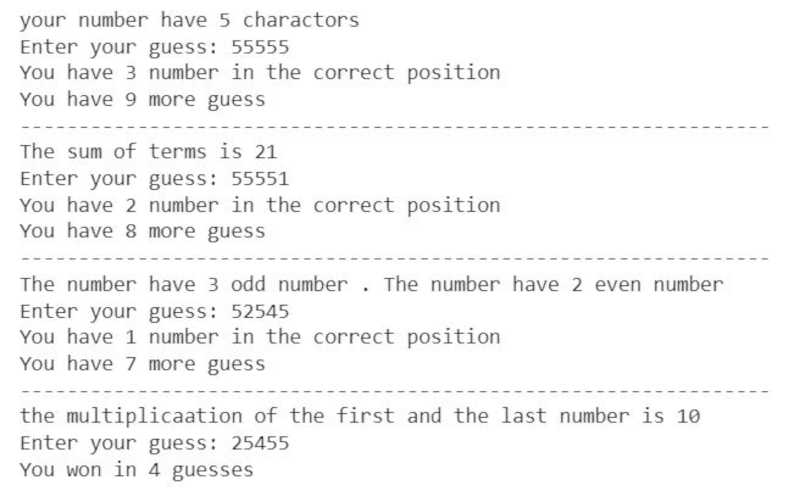 your number have 5 charactors
Enter your guess: 55555
You have 3 number in the correct position
You have 9 more guess
----------------------------------------------------------------
The sum of terms is 21
Enter your guess: 55551
You have 2 number in the correct position
You have 8 more guess
----------------------------------------------------------------
The number have 3 odd number . The number have 2 even number
Enter your guess: 52545
You have 1 number in the correct position
You have 7 more guess
----------------------------------------------------------------
the multiplicaation of the first and the last number is 10
Enter your guess: 25455
You won in 4 guesses